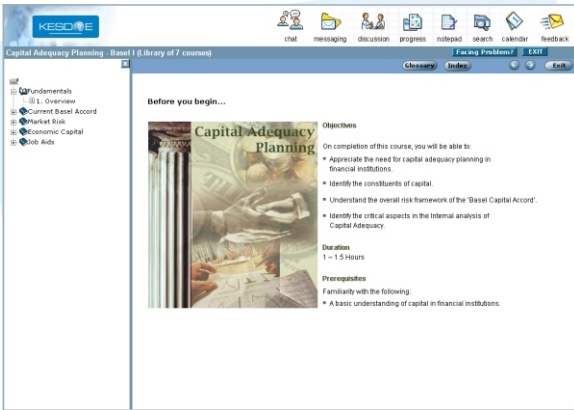 KESDEE
chat messaging discussion progress notepad search calendar feedback
Capital Adequacy Planning - Basel I (Library of 7 courses)
Facing Problem? EXIT
Glossary Index Exit
Fundamentals
1. Overview
Current Basel Accord
Market Risk
Economic Capital
Job Aids
Before you begin...
Capital Adequacy
Planning
Objectives
On completion of this course, you will be able to:
Appreciate the need for capital adequacy planning in
financial institutions.
Identify the constituents of capital.
Understand the overall risk framework of the 'Basel Capital Accord'.
Identify the critical aspects in the Internal analysis of
Capital Adequacy.
Duration
1 – 1.5 Hours
Prerequisites
Familiarity with the following:
A basic understanding of capital in financial institutions.